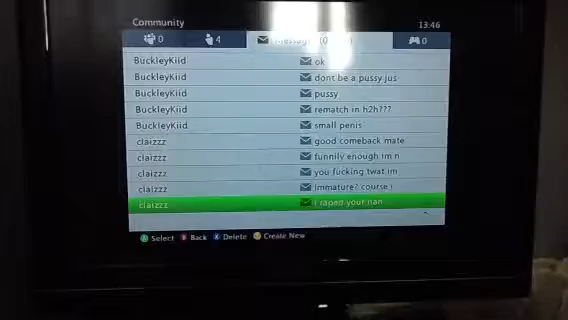 Community
13:46
0
4
Message
0
BuckleyKiid ok
BuckleyKiid dont be a pussy jus
BuckleyKiid pussy
BuckleyKiid rematch in h2h???
BuckleyKiid small penis
claizzz good comeback mate
claizzz funnily enough im n
claizzz you fucking twat im
claizzz immature? course i
claizzz i raped your nan
A Select B Back X Delete Y Create New